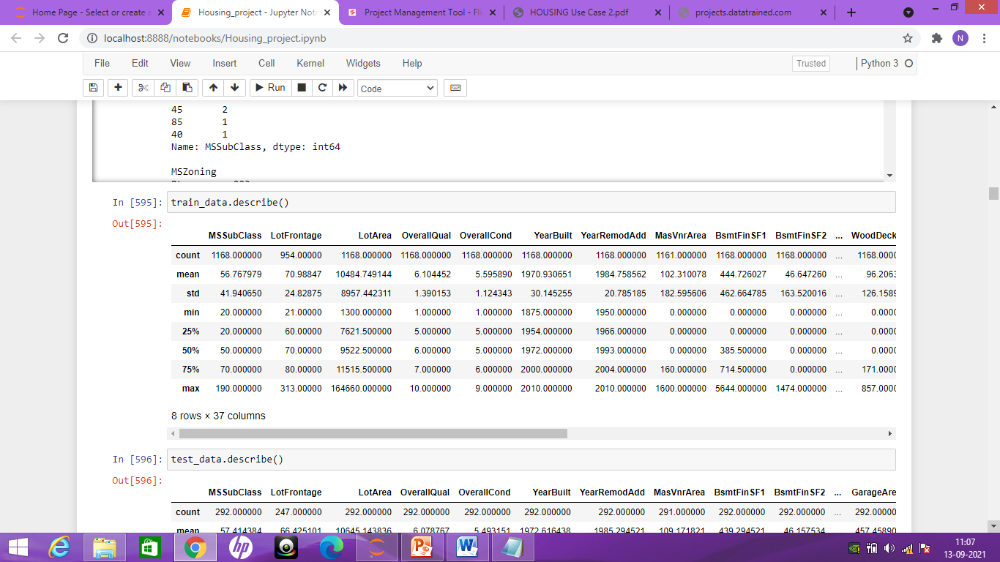 Home Page - Select or create a
Housing_project - Jupyter Note
Project Management Tool - Fli
HOUSING Use Case 2.pdf
projects.datatrained.com
localhost:8888/notebooks/Housing_project.ipynb
N
File Edit View Insert Cell Kernel Widgets Help
Trusted
Python 3
Run
Code
45 2
85 1
40 1
Name: MSSubClass, dtype: int64
MSZoning
In [595]: train_data.describe()
Out[595]:
MSSubClass LotFrontage LotArea OverallQual OverallCond YearBuilt YearRemodAdd MasVnrArea BsmtFinSF1 BsmtFinSF2 ... WoodDeck
count 1168.000000 954.00000 1168.000000 1168.000000 1168.000000 1168.000000 1168.000000 1161.000000 1168.000000 1168.000000 ... 1168.0000
mean 56.767979 70.98847 10484.749144 6.104452 5.595890 1970.930651 1984.758562 102.310078 444.726027 46.647260 ... 96.2063
std 41.940650 24.82875 8957.442311 1.390153 1.124343 30.145255 20.785185 182.595606 462.664785 163.520016 ... 126.1589
min 20.000000 21.00000 1300.000000 1.000000 1.000000 1875.000000 1950.000000 0.000000 0.000000 0.000000 ... 0.0000
25% 20.000000 60.00000 7621.500000 5.000000 5.000000 1954.000000 1966.000000 0.000000 0.000000 0.000000 ... 0.0000
50% 50.000000 70.00000 9522.500000 6.000000 5.000000 1972.000000 1993.000000 0.000000 385.500000 0.000000 ... 0.0000
75% 70.000000 80.00000 11515.500000 7.000000 6.000000 2000.000000 2004.000000 160.000000 714.500000 0.000000 ... 171.0000
max 190.000000 313.00000 164660.000000 10.000000 9.000000 2010.000000 2010.000000 1600.000000 5644.000000 1474.000000 ... 857.0000
8 rows × 37 columns
In [596]: test_data.describe()
Out[596]:
MSSubClass LotFrontage LotArea OverallQual OverallCond YearBuilt YearRemodAdd MasVnrArea BsmtFinSF1 BsmtFinSF2 ... GarageAre
count 292.000000 247.000000 292.000000 292.000000 292.000000 292.000000 292.000000 291.000000 292.000000 292.000000 ... 292.00000
mean 57.414384 66.425101 10645.143836 6.078767 5.493151 1972.616438 1985.294521 109.171821 439.294521 46.157534 ... 457.45890
hp
11:07
13-09-2021